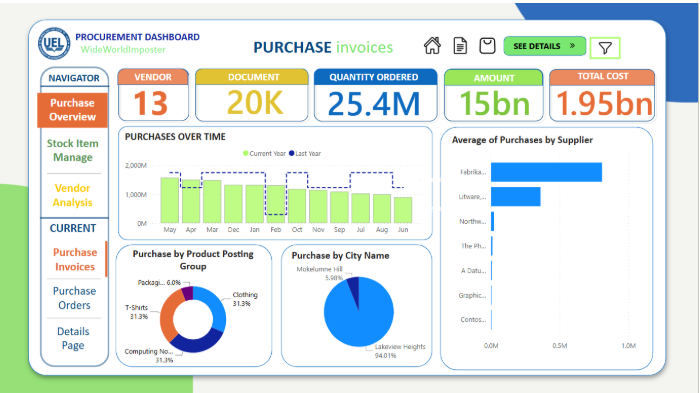 UEL
PROCUREMENT DASHBOARD
WideWorldImposter
PURCHASE invoices
SEE DETAILS »
NAVIGATOR
Purchase
Overview
Stock Item
Manage
Vendor
Analysis
CURRENT
Purchase
Invoices
Purchase
Orders
Details
Page
VENDOR
13
DOCUMENT
20K
QUANTITY ORDERED
25.4M
AMOUNT
15bn
TOTAL COST
1.95bn
PURCHASES OVER TIME
Current Year Last Year
2,000M
1,000M
0M
May Apr Mar Dec Jan Feb Oct Nov Sep Jul Aug Jun
Purchase by Product Posting
Group
Packagi... 6.0%
Clothing
31.3%
T-Shirts
31.3%
Computing No...
31.3%
Purchase by City Name
Mokelumne Hill
5.98%
Lakeview Heights
94.01%
Average of Purchases by Supplier
Fabrika...
Litware,...
Northw...
The Ph...
A Datu...
Graphic...
Contos...
0.0M 0.5M 1.0M